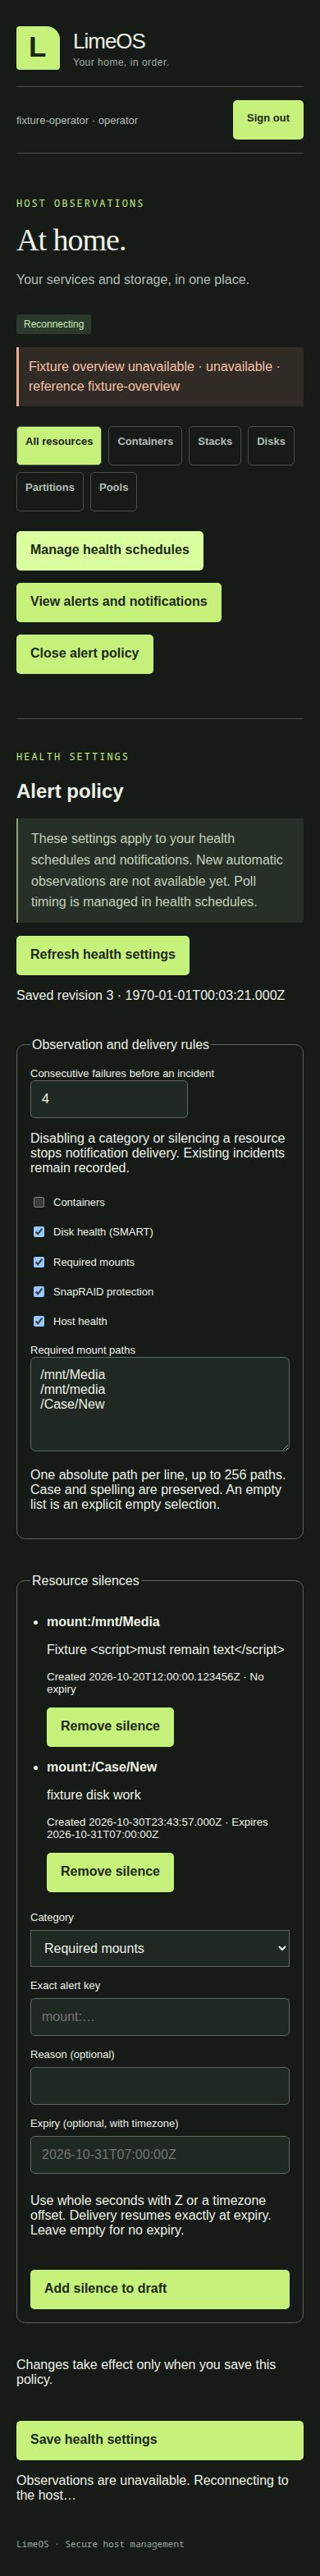 L
LimeOS
Your home, in order.
fixture-operator · operator
Sign out
HOST OBSERVATIONS
At home.
Your services and storage, in one place.
Reconnecting
Fixture overview unavailable · unavailable ·
reference fixture-overview
All resources
Containers
Stacks
Disks
Partitions
Pools
Manage health schedules
View alerts and notifications
Close alert policy
HEALTH SETTINGS
Alert policy
These settings apply to your health
schedules and notifications. New automatic
observations are not available yet. Poll
timing is managed in health schedules.
Refresh health settings
Saved revision 3 · 1970-01-01T00:03:21.000Z
Observation and delivery rules
Consecutive failures before an incident
4
Disabling a category or silencing a resource
stops notification delivery. Existing incidents
remain recorded.
Containers
Disk health (SMART)
Required mounts
SnapRAID protection
Host health
Required mount paths
/mnt/Media
/mnt/media
/Case/New
One absolute path per line, up to 256 paths.
Case and spelling are preserved. An empty
list is an explicit empty selection.
Resource silences
mount:/mnt/Media
Fixture <script>must remain text</script>
Created 2026-10-20T12:00:00.123456Z · No
expiry
Remove silence
mount:/Case/New
fixture disk work
Created 2026-10-30T23:43:57.000Z · Expires
2026-10-31T07:00:00Z
Remove silence
Category
Required mounts
Exact alert key
mount:…
Reason (optional)
Expiry (optional, with timezone)
2026-10-31T07:00:00Z
Use whole seconds with Z or a timezone
offset. Delivery resumes exactly at expiry.
Leave empty for no expiry.
Add silence to draft
Changes take effect only when you save this
policy.
Save health settings
Observations are unavailable. Reconnecting to
the host…
LimeOS · Secure host management